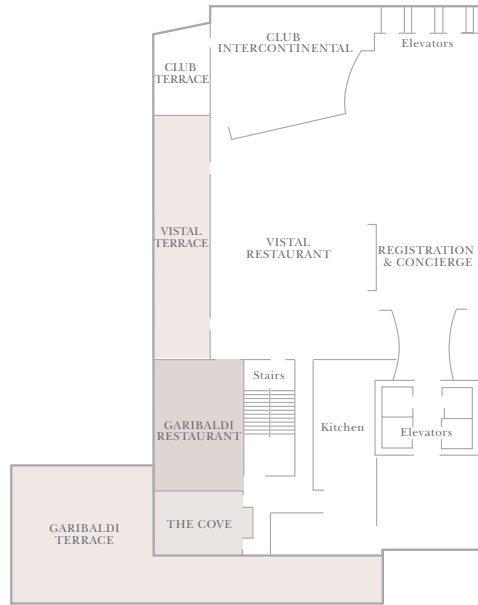 CLUB
INTERCONTINENTAL
Elevators
CLUB
TERRACE
VISTAL
TERRACE
VISTAL
RESTAURANT
REGISTRATION
& CONCIERGE
Stairs
GARIBALDI
RESTAURANT
Kitchen
Elevators
GARIBALDI
TERRACE
THE COVE